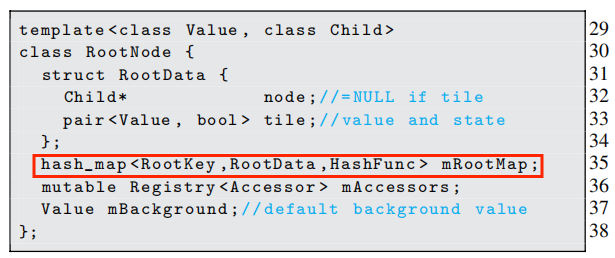 template<class Value, class Child> 29
class RootNode { 30
struct RootData { 31
Child* node;//=NULL if tile 32
pair<Value, bool> tile;//value and state 33
}; 34
hash_map<RootKey,RootData,HashFunc> mRootMap; 35
mutable Registry<Accessor> mAccessors; 36
Value mBackground;//default background value 37
}; 38